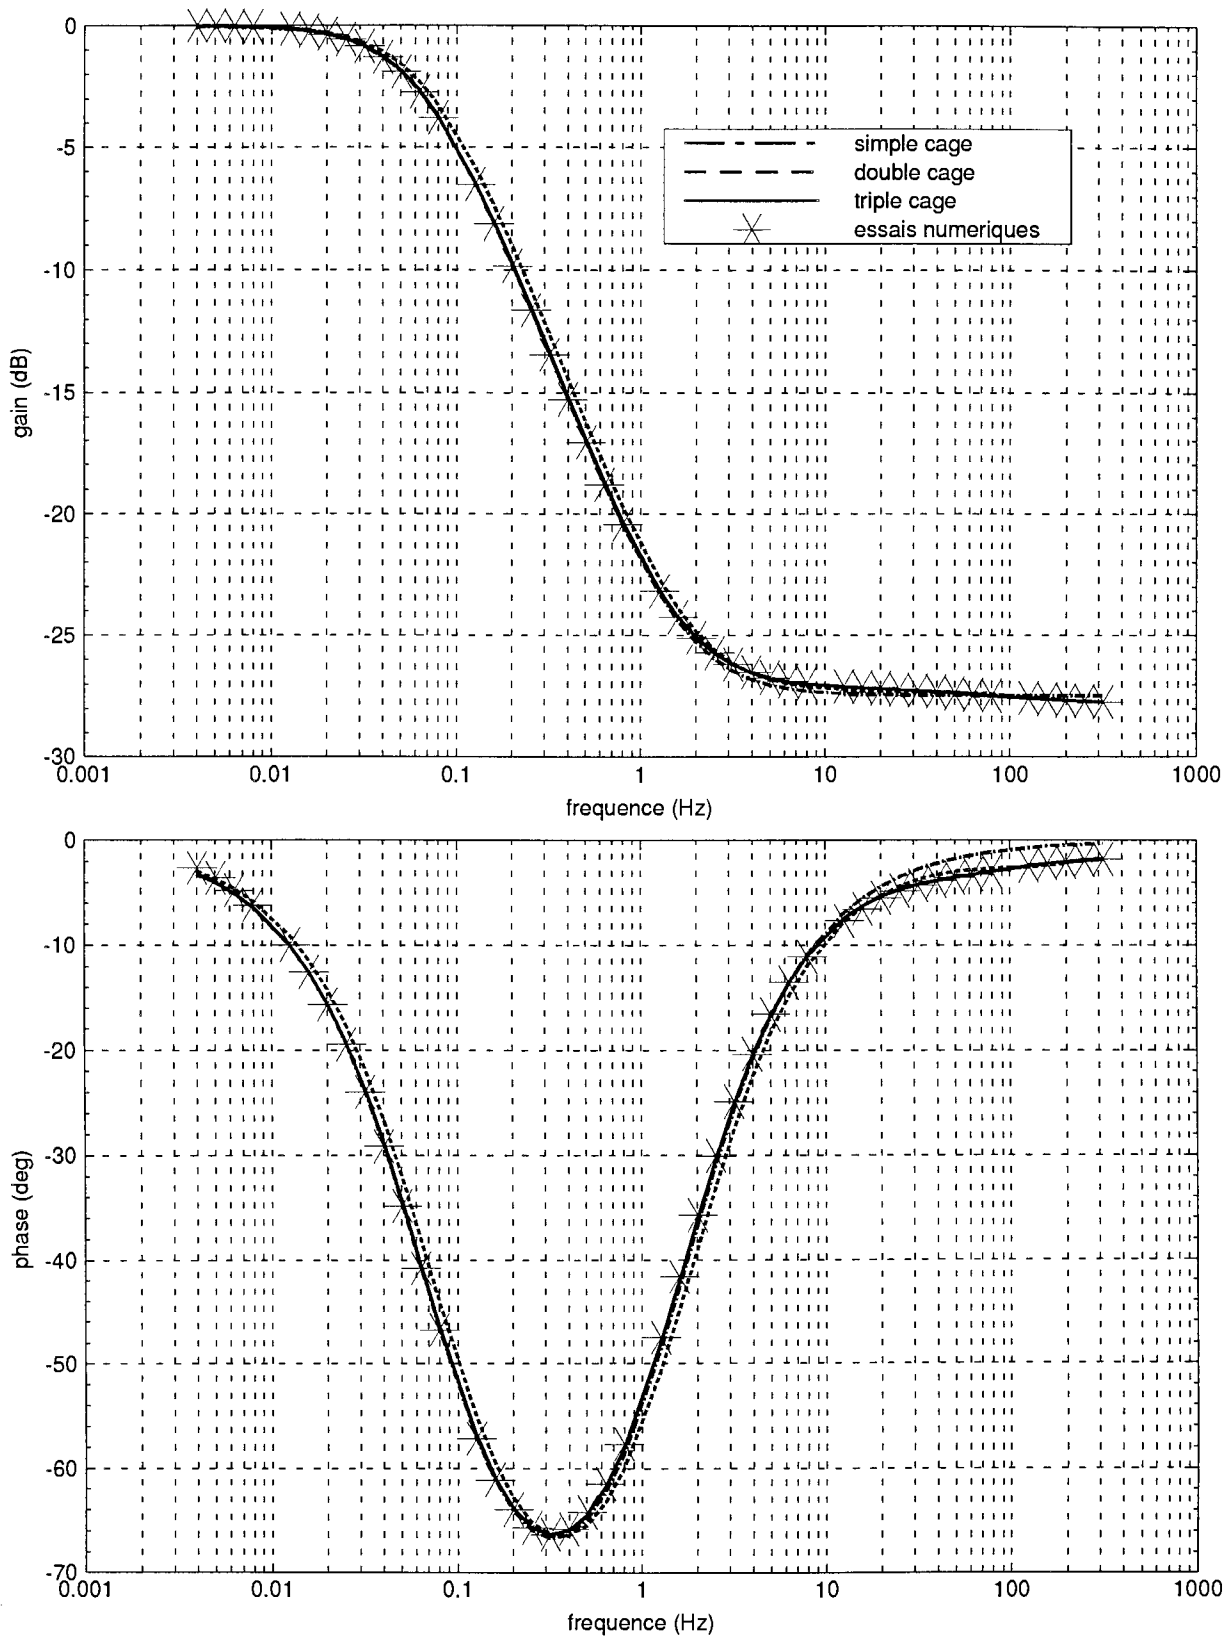 0
-5
-10
-15
-20
-25
-30
gain (dB)
simple cage
double cage
triple cage
essais numeriques
0.001 0.01 0.1 1 10 100 1000
frequence (Hz)
0
-10
-20
-30
-40
-50
-60
-70
phase (deg)
0.001 0.01 0.1 1 10 100 1000
frequence (Hz)